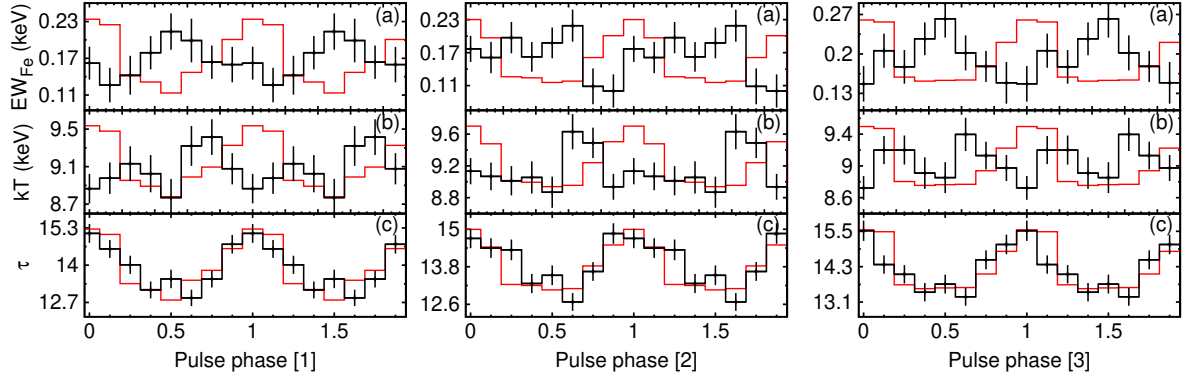 EW_Fe (keV)
0.23
0.17
0.11
(a)
kT (keV)
9.5
9.1
8.7
(b)
τ
15.3
14
12.7
(c)
0 0.5 1 1.5
Pulse phase [1]
0.23
0.17
0.11
(a)
9.6
9.2
8.8
(b)
15
13.8
12.6
(c)
0 0.5 1 1.5
Pulse phase [2]
0.27
0.2
0.13
(a)
9.4
9
8.6
(b)
15.5
14.3
13.1
(c)
0 0.5 1 1.5
Pulse phase [3]